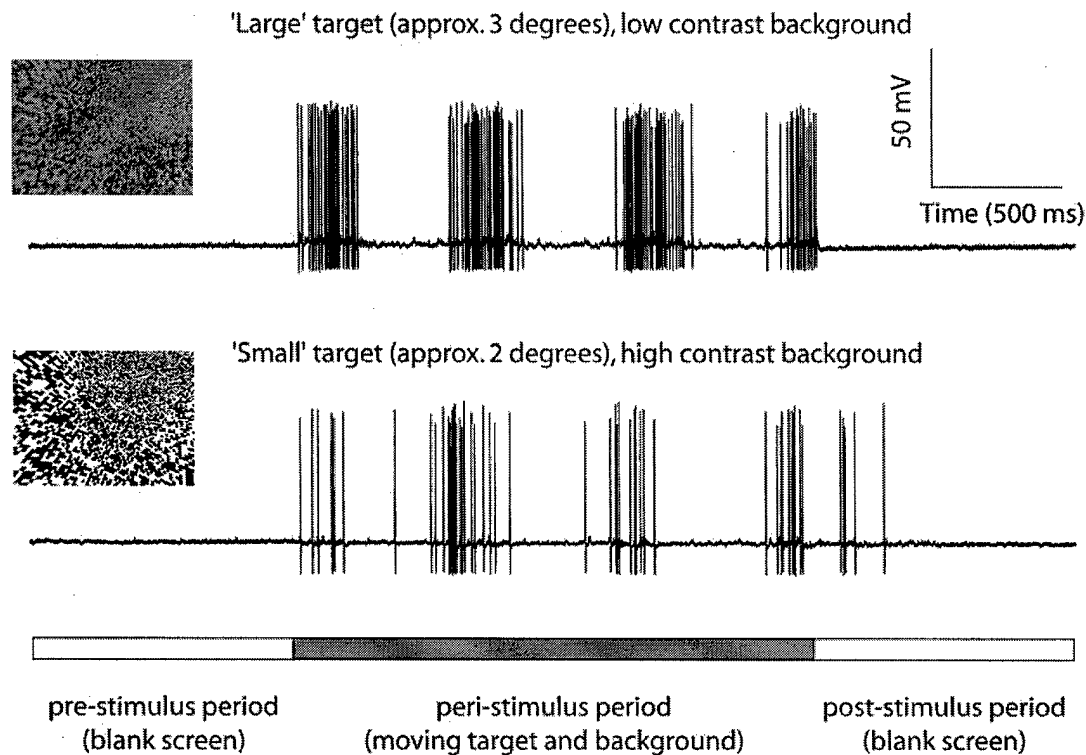 'Large' target (approx. 3 degrees), low contrast background
50 mV
Time (500 ms)
'Small' target (approx. 2 degrees), high contrast background
pre-stimulus period
(blank screen)
peri-stimulus period
(moving target and background)
post-stimulus period
(blank screen)